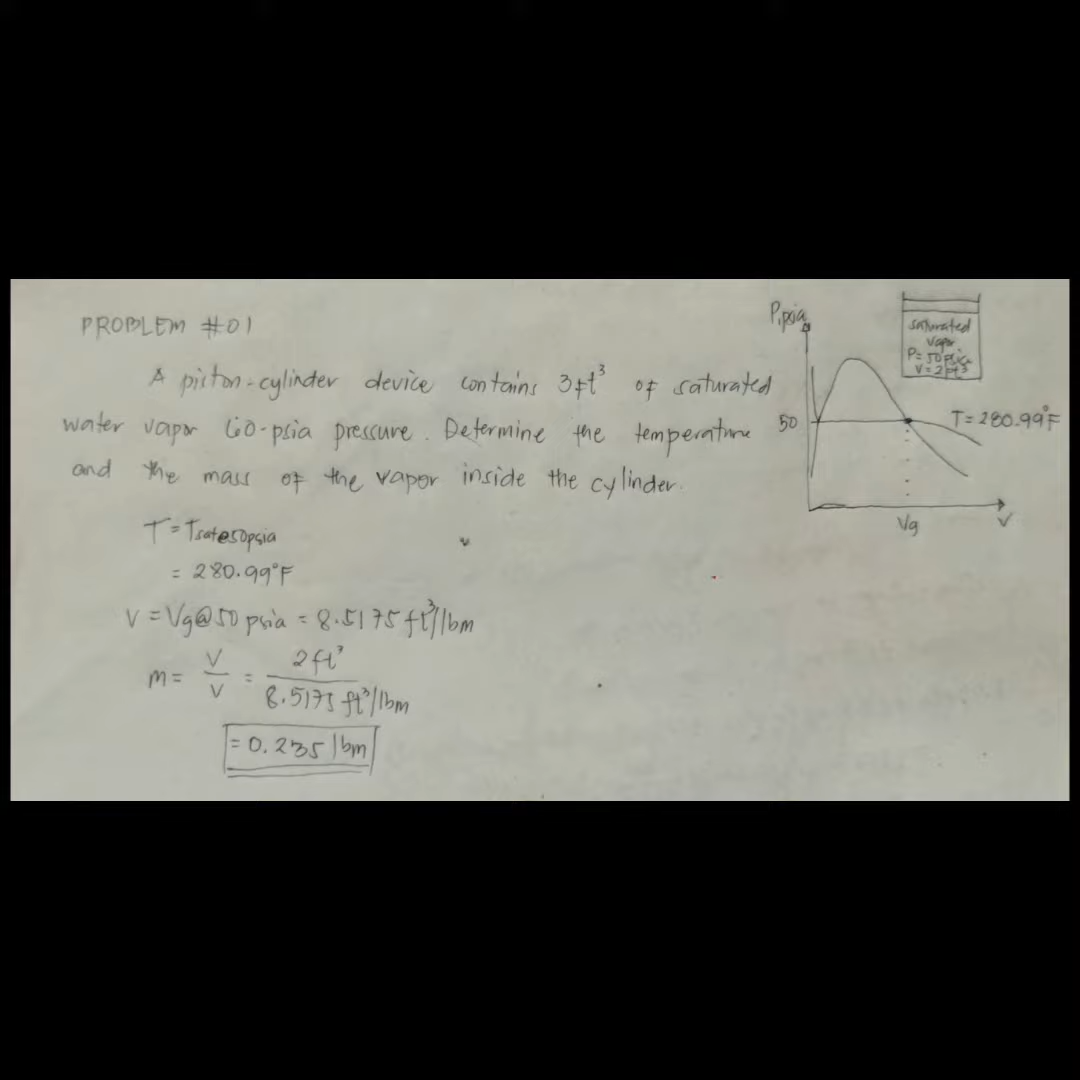 PROBLEM #01
A piston-cylinder device contains 3ft³ of saturated
water vapor 60-psia pressure. Determine the temperature
and the mass of the vapor inside the cylinder.
T = Tsat@50psia
= 280.99°F
V = Vg@50 psia = 8.5175 ft³/lbm
m = V/V = 2ft³/8.5175 ft³/lbm
= 0.235 lbm
P,psia
saturated
vapor
P = 50 psia
V = 2 ft³
50
T = 280.99°F
Vg
V